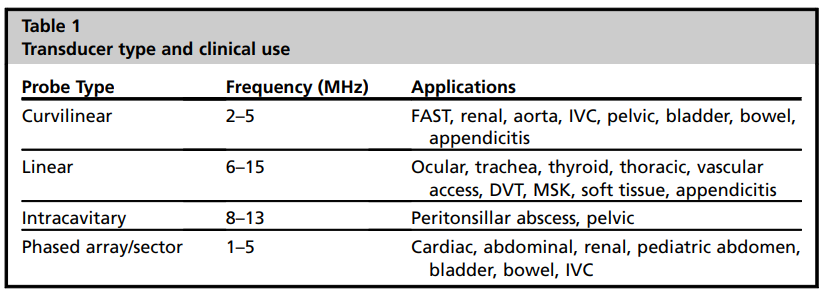 Table 1
Transducer type and clinical use
Probe Type Frequency (MHz) Applications
Curvilinear 2–5 FAST, renal, aorta, IVC, pelvic, bladder, bowel,
appendicitis
Linear 6–15 Ocular, trachea, thyroid, thoracic, vascular
access, DVT, MSK, soft tissue, appendicitis
Intracavitary 8–13 Peritonsillar abscess, pelvic
Phased array/sector 1–5 Cardiac, abdominal, renal, pediatric abdomen,
bladder, bowel, IVC